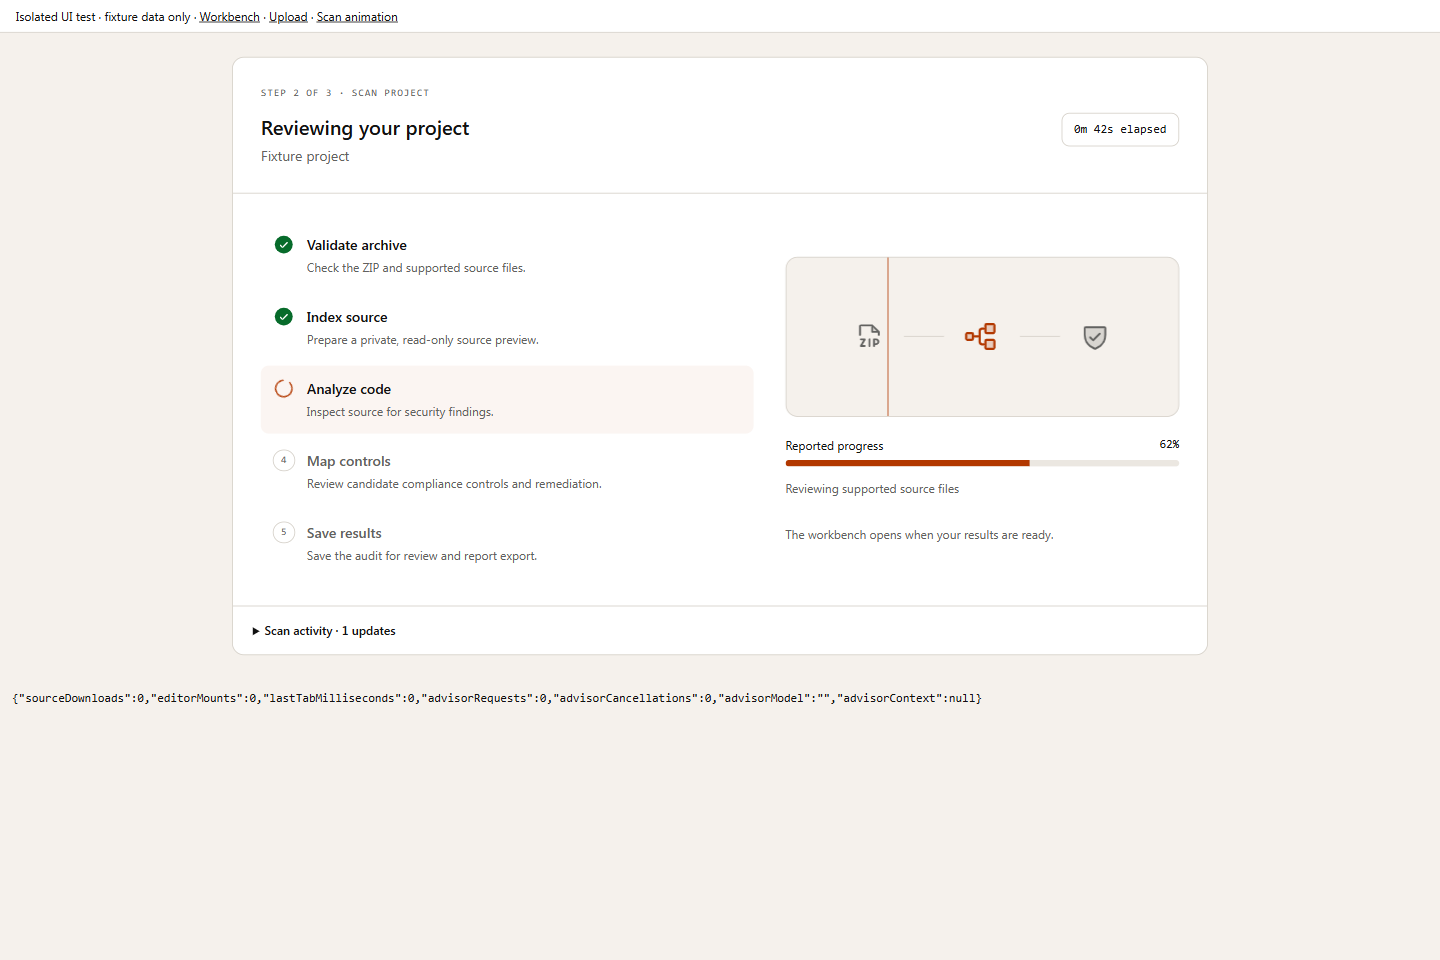 Isolated UI test · fixture data only · Workbench · Upload · Scan animation
STEP 2 OF 3 · SCAN PROJECT
Reviewing your project
0m 42s elapsed
Fixture project
Validate archive
Check the ZIP and supported source files.
Index source
Prepare a private, read-only source preview.
Analyze code
Inspect source for security findings.
4
Map controls
Review candidate compliance controls and remediation.
5
Save results
Save the audit for review and report export.
ZIP
Reported progress
62%
Reviewing supported source files
The workbench opens when your results are ready.
Scan activity · 1 updates
{"sourceDownloads":0,"editorMounts":0,"lastTabMilliseconds":0,"advisorRequests":0,"advisorCancellations":0,"advisorModel":"","advisorContext":null}